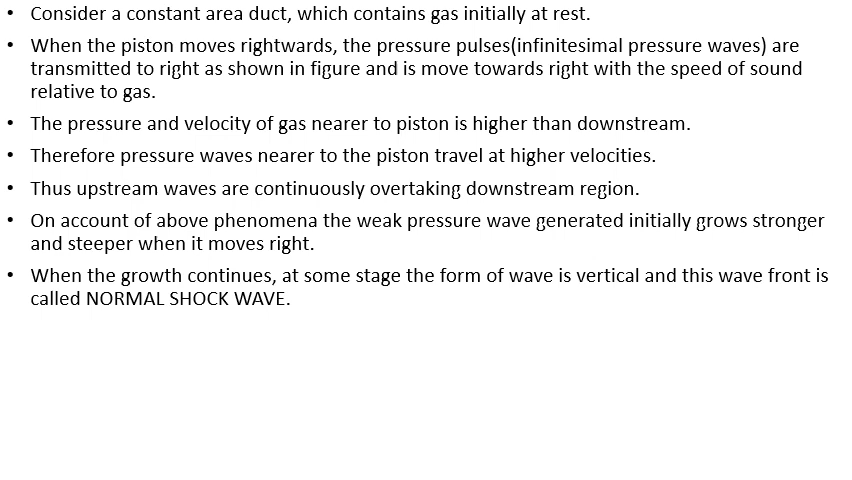 • Consider a constant area duct, which contains gas initially at rest.
• When the piston moves rightwards, the pressure pulses(infinitesimal pressure waves) are
transmitted to right as shown in figure and is move towards right with the speed of sound
relative to gas.
• The pressure and velocity of gas nearer to piston is higher than downstream.
• Therefore pressure waves nearer to the piston travel at higher velocities.
• Thus upstream waves are continuously overtaking downstream region.
• On account of above phenomena the weak pressure wave generated initially grows stronger
and steeper when it moves right.
• When the growth continues, at some stage the form of wave is vertical and this wave front is
called NORMAL SHOCK WAVE.